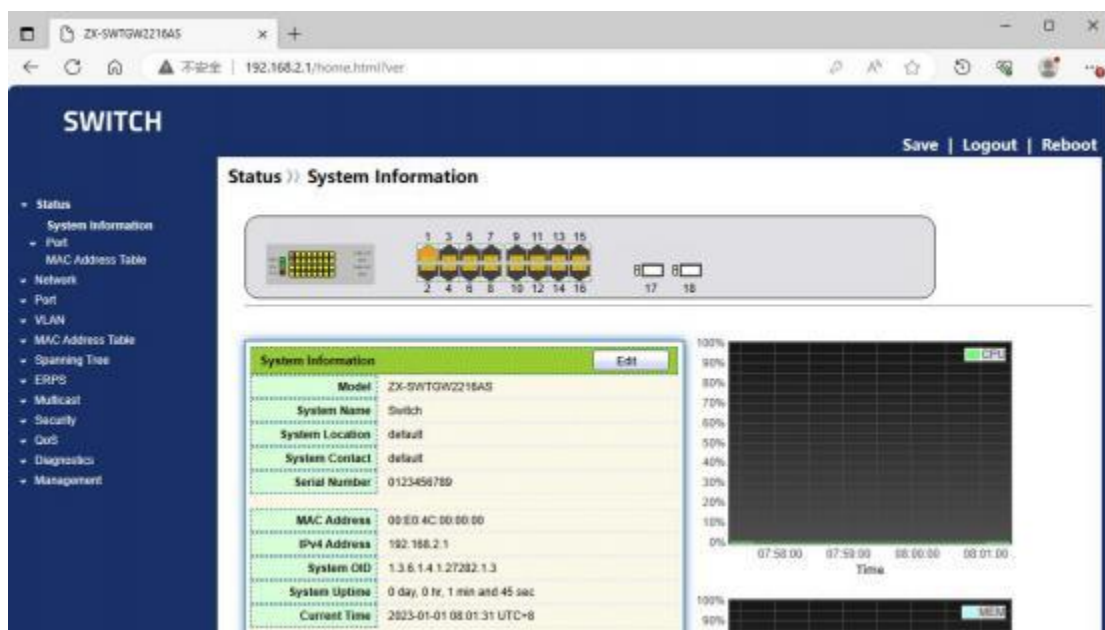 ZX-SWTGW2216AS
不安全 | 192.168.2.1/home.html?ver
SWITCH
Save | Logout | Reboot
Status » System Information
Status
System Information
Port
MAC Address Table
Network
Port
VLAN
MAC Address Table
Spanning Tree
ERPS
Multicast
Security
QoS
Diagnostics
Management
1 3 5 7 9 11 13 15
2 4 6 8 10 12 14 16
17 18
System Information Edit
Model ZX-SWTGW2216AS
System Name Switch
System Location default
System Contact default
Serial Number 0123456789
MAC Address 00:E0:4C:00:00:00
IPv4 Address 192.168.2.1
System OID 1.3.6.1.4.1.27282.1.3
System Uptime 0 day, 0 hr, 1 min and 45 sec
Current Time 2023-01-01 08:01:31 UTC+8
CPU
100%
90%
80%
70%
60%
50%
40%
30%
20%
10%
0%
07:58:00 07:59:00 08:00:00 08:01:00
Time
MEM
100%
90%